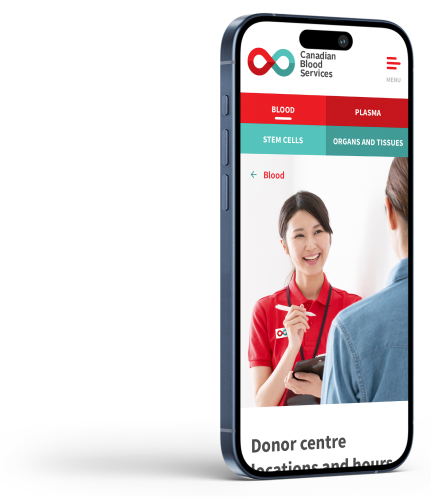 Canadian
Blood
Services
MENU
BLOOD
PLASMA
STEM CELLS
ORGANS AND TISSUES
← Blood
Donor centre
locations and hours